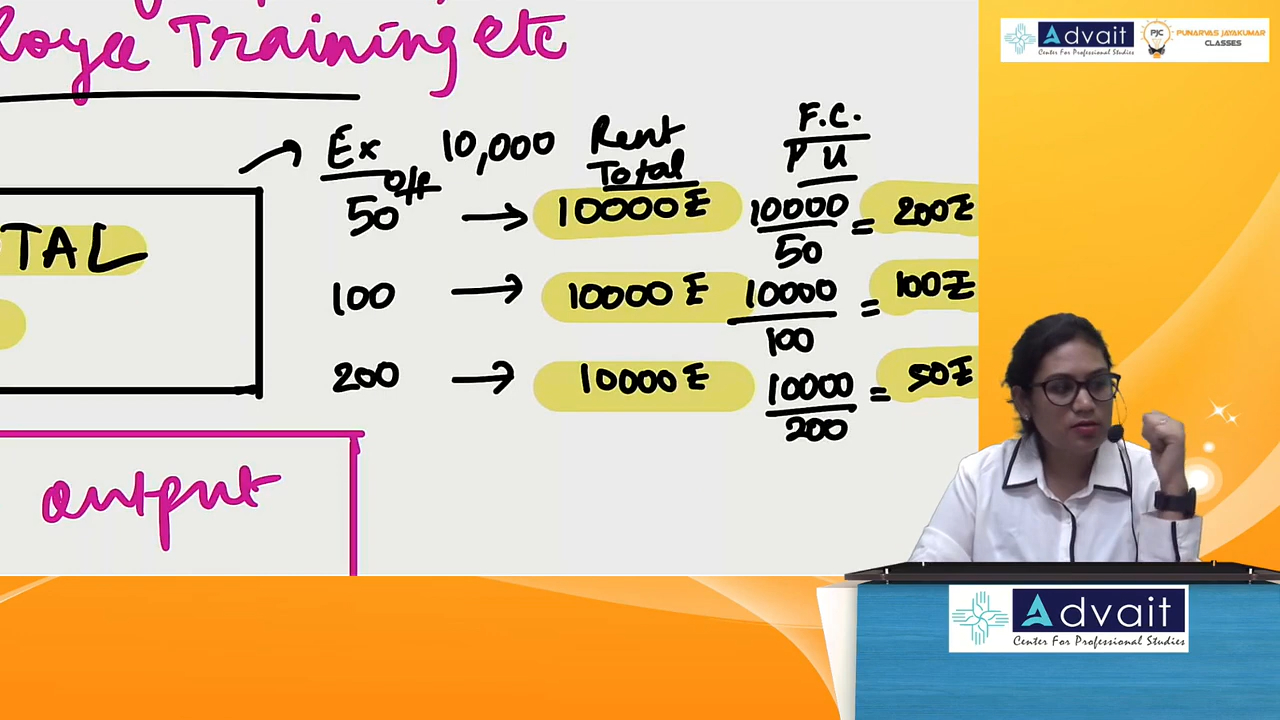 Training etc
Ex 10,000 Rent F.C.
O/P Total P U
50 → 10000 10000/50 = 200
100 → 10000 10000/100 = 100
200 → 10000 10000/200 = 50
TAL
output
Advait
Center For Professional Studies
PJC
PUNARVAS JAYAKUMAR
CLASSES
Advait
Center For Professional Studies